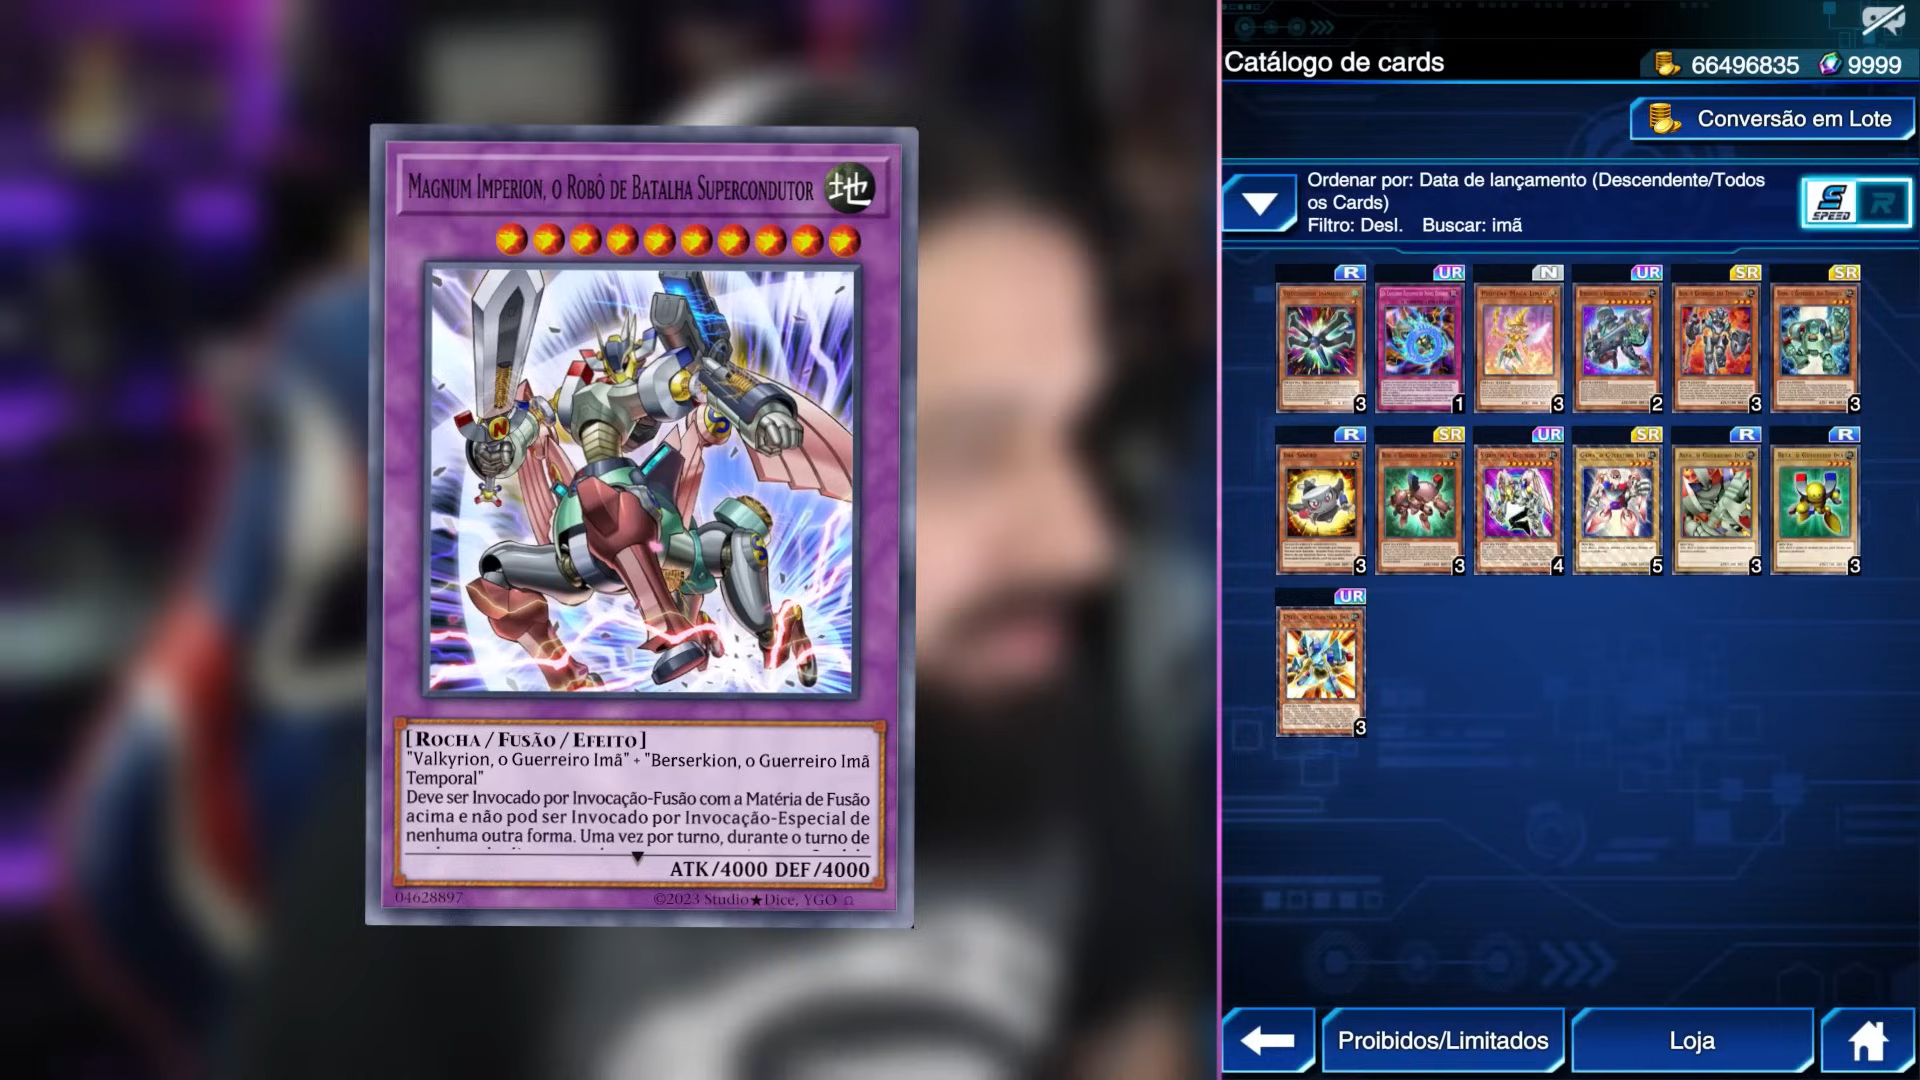 MAGNUM IMPERION, O ROBÔ DE BATALHA SUPERCONDUTOR
地
N
S
S
[ROCHA/FUSÃO/EFEITO]
"Valkyrion, o Guerreiro Imã" + "Berserkion, o Guerreiro Imã
Temporal"
Deve ser Invocado por Invocação-Fusão com a Matéria de Fusão
acima e não pod ser Invocado por Invocação-Especial de
nenhuma outra forma. Uma vez por turno, durante o turno de
ATK/4000 DEF/4000
04628897
©2023 Studio★Dice, YGO
Catálogo de cards
66496835
9999
Conversão em Lote
Ordenar por: Data de lançamento (Descendente/Todos
os Cards)
Filtro: Desl. Buscar: imã
S SPEED
R
R UR N UR SR SR
3 1 3 2 3 3
R SR UR SR R R
3 3 4 5 3 3
UR
3
Proibidos/Limitados
Loja